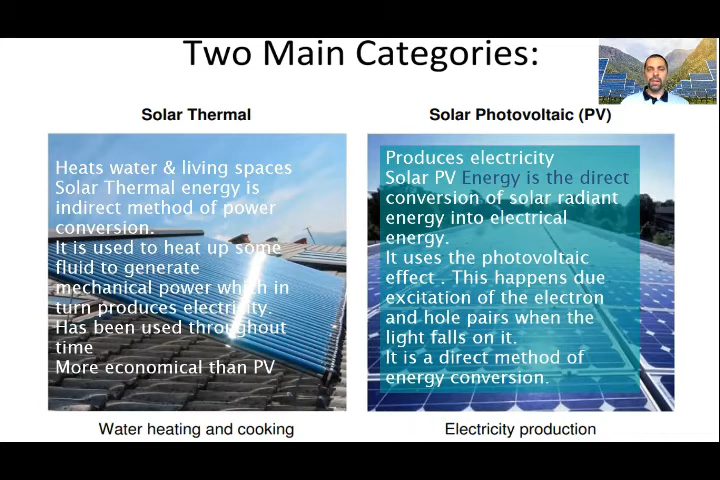 Two Main Categories:
Solar Thermal
Heats water & living spaces
Solar Thermal energy is
indirect method of power
conversion.
It is used to heat up some
fluid to generate
mechanical power which in
turn produces electricity.
Has been used throughout
time
More economical than PV
Water heating and cooking
Solar Photovoltaic (PV)
Produces electricity
Solar PV Energy is the direct
conversion of solar radiant
energy into electrical
energy.
It uses the photovoltaic
effect . This happens due
excitation of the electron
and hole pairs when the
light falls on it.
It is a direct method of
energy conversion.
Electricity production